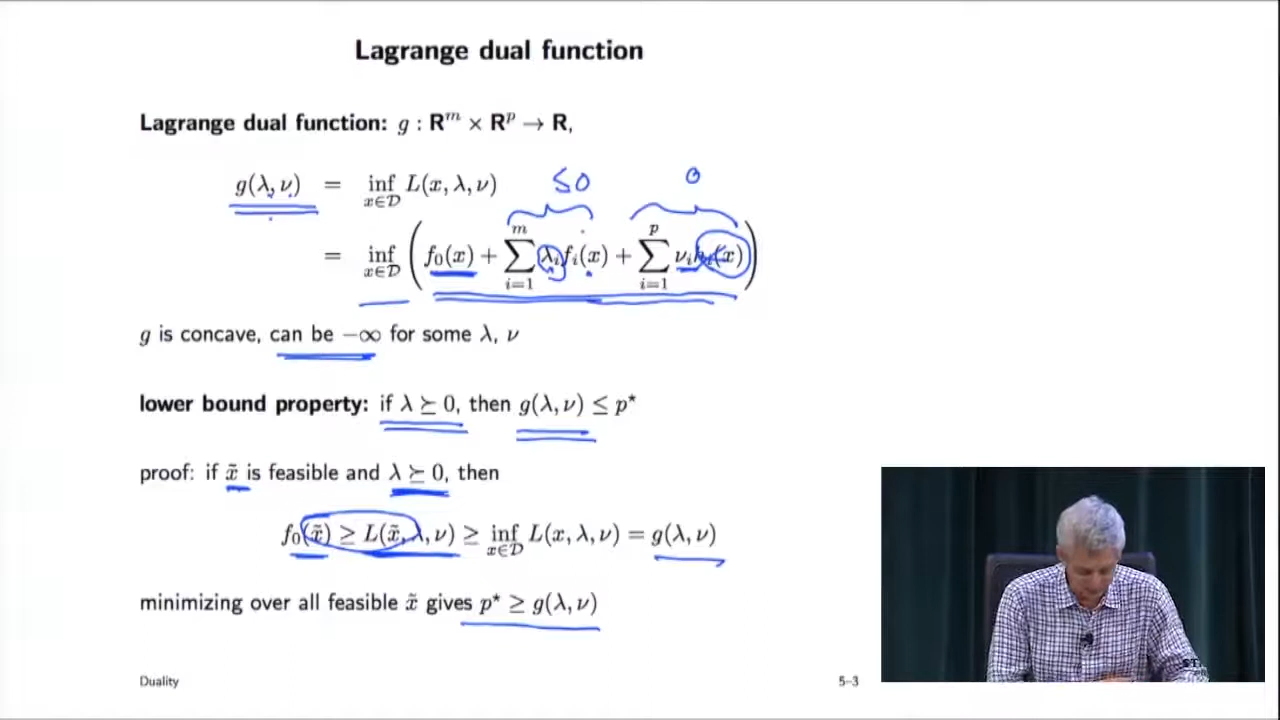 Lagrange dual function
Lagrange dual function: g : R^m × R^p → R,
g(λ, ν) = inf_{x∈𝒟} L(x, λ, ν)
≤0 0
= inf_{x∈𝒟} ( f_0(x) + ∑_{i=1}^{m} λ_i f_i(x) + ∑_{i=1}^{p} ν_i h_i(x) )
g is concave, can be −∞ for some λ, ν
lower bound property: if λ ⪰ 0, then g(λ, ν) ≤ p⋆
proof: if x̃ is feasible and λ ⪰ 0, then
f_0(x̃) ≥ L(x̃, λ, ν) ≥ inf_{x∈𝒟} L(x, λ, ν) = g(λ, ν)
minimizing over all feasible x̃ gives p⋆ ≥ g(λ, ν)
Duality 5–3